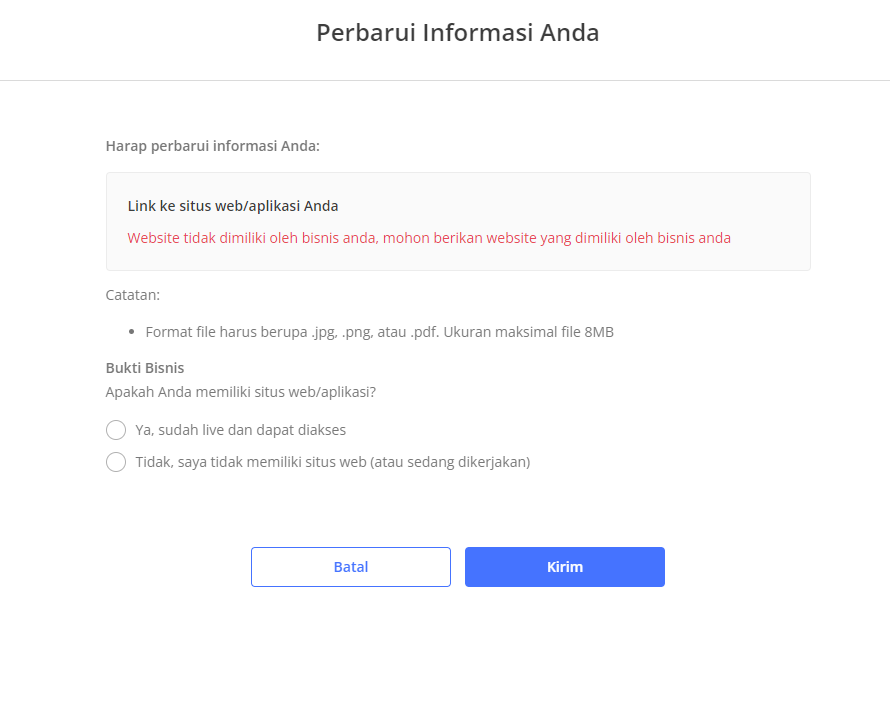 Perbarui Informasi Anda
Harap perbarui informasi Anda:
Link ke situs web/aplikasi Anda
Website tidak dimiliki oleh bisnis anda, mohon berikan website yang dimiliki oleh bisnis anda
Catatan:
Format file harus berupa .jpg, .png, atau .pdf. Ukuran maksimal file 8MB
Bukti Bisnis
Apakah Anda memiliki situs web/aplikasi?
Ya, sudah live dan dapat diakses
Tidak, saya tidak memiliki situs web (atau sedang dikerjakan)
Batal
Kirim